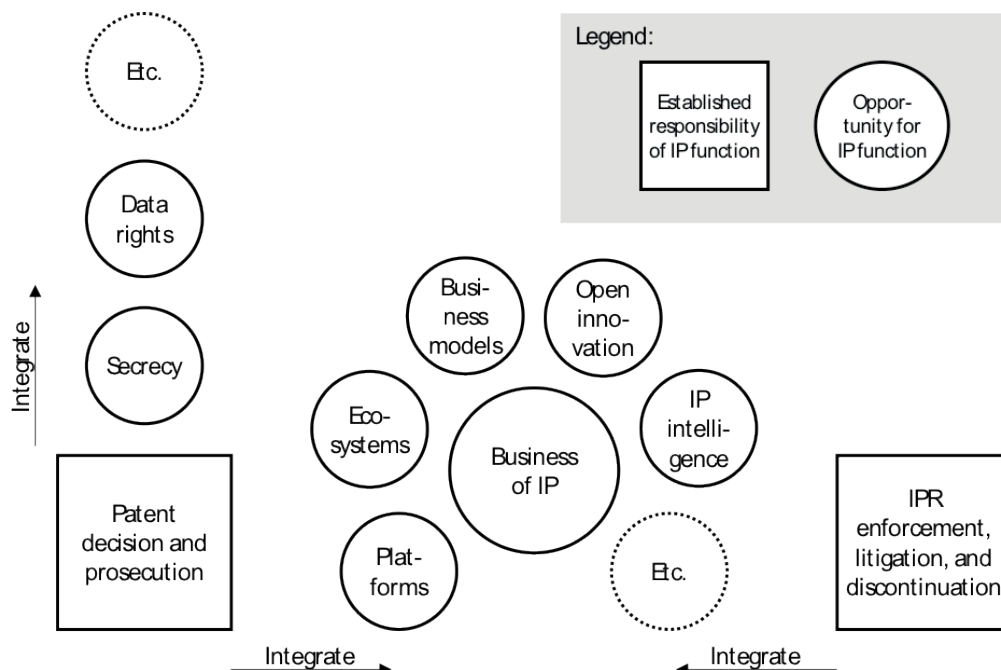 Etc.
Legend:
Established
responsibility
of IP function
Oppor-
tunity for
IP function
Data
rights
Secrecy
Integrate
Busi-
ness
models
Open
inno-
vation
Eco-
systems
Business
of IP
IP
intelli-
gence
Patent
decision and
prosecution
Plat-
forms
Etc.
IPR
enforcement,
litigation, and
discontinuation
Integrate
Integrate